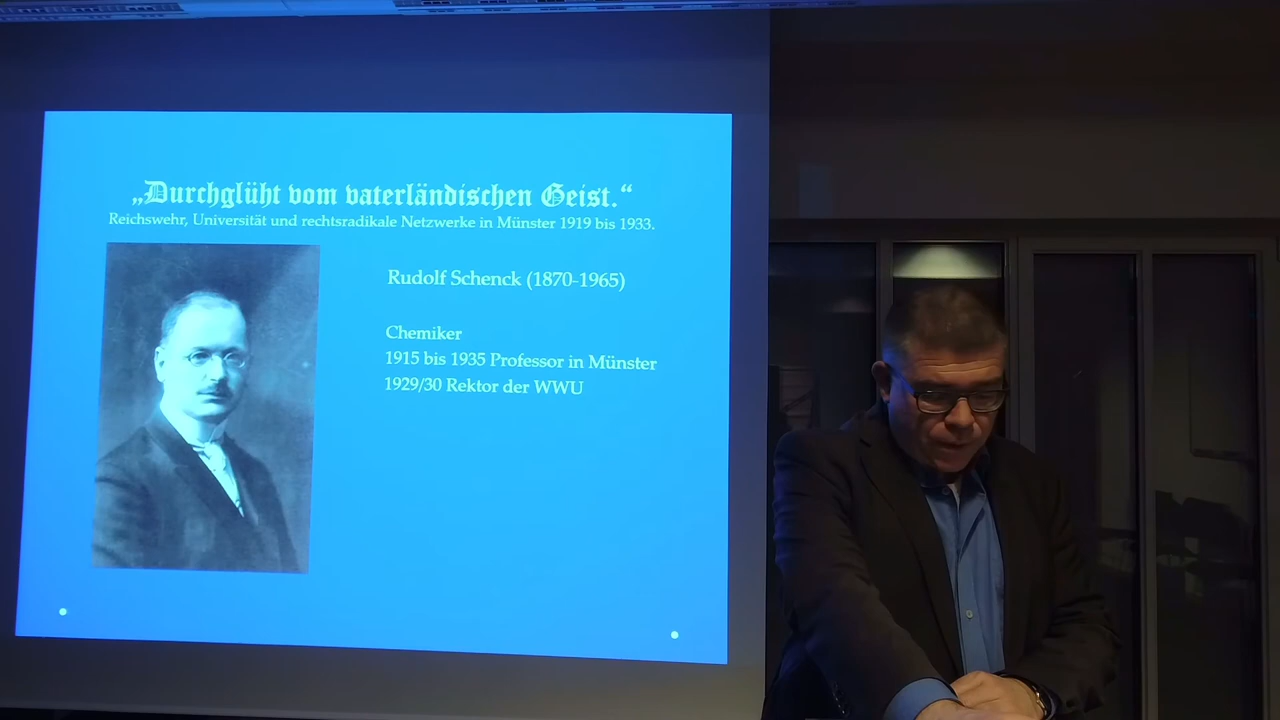 „Durchglüht vom vaterländischen Geist.“
Reichswehr, Universität und rechtsradikale Netzwerke in Münster 1919 bis 1933.
Rudolf Schenck (1870-1965)
Chemiker
1915 bis 1935 Professor in Münster
1929/30 Rektor der WWU